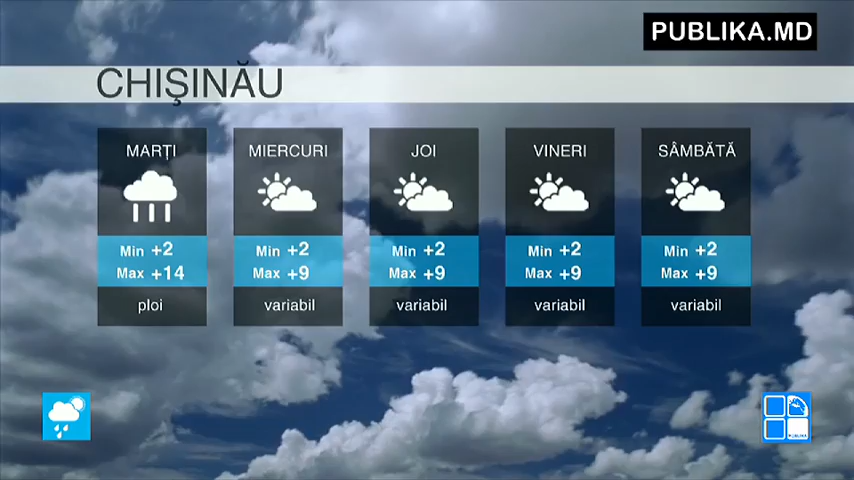 PUBLIKA.MD
CHIŞINĂU
MARȚI
Min +2
Max +14
ploi
MIERCURI
Min +2
Max +9
variabil
JOI
Min +2
Max +9
variabil
VINERI
Min +2
Max +9
variabil
SÂMBĂTĂ
Min +2
Max +9
variabil
PUBLIKA